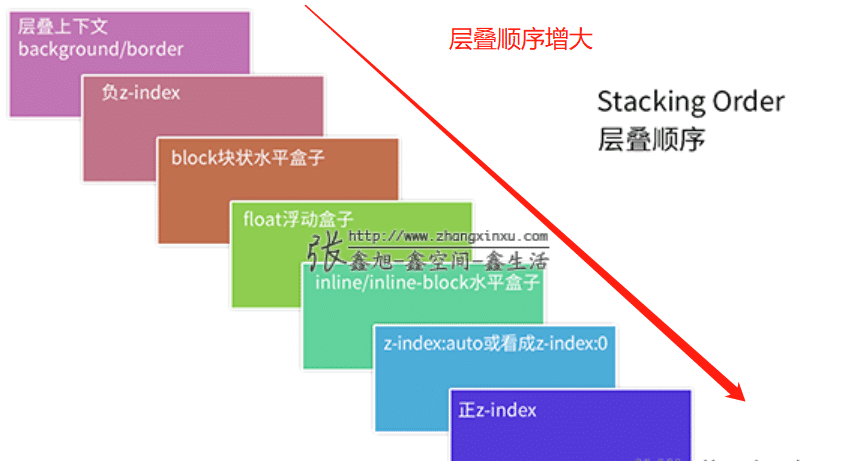 层叠上下文
background/border
层叠顺序增大
负z-index
Stacking Order
层叠顺序
block块状水平盒子
float浮动盒子
张
http://www.zhangxinxu.com
鑫旭-鑫空间-鑫生活
inline/inline-block水平盒子
z-index:auto或看成z-index:0
正z-index